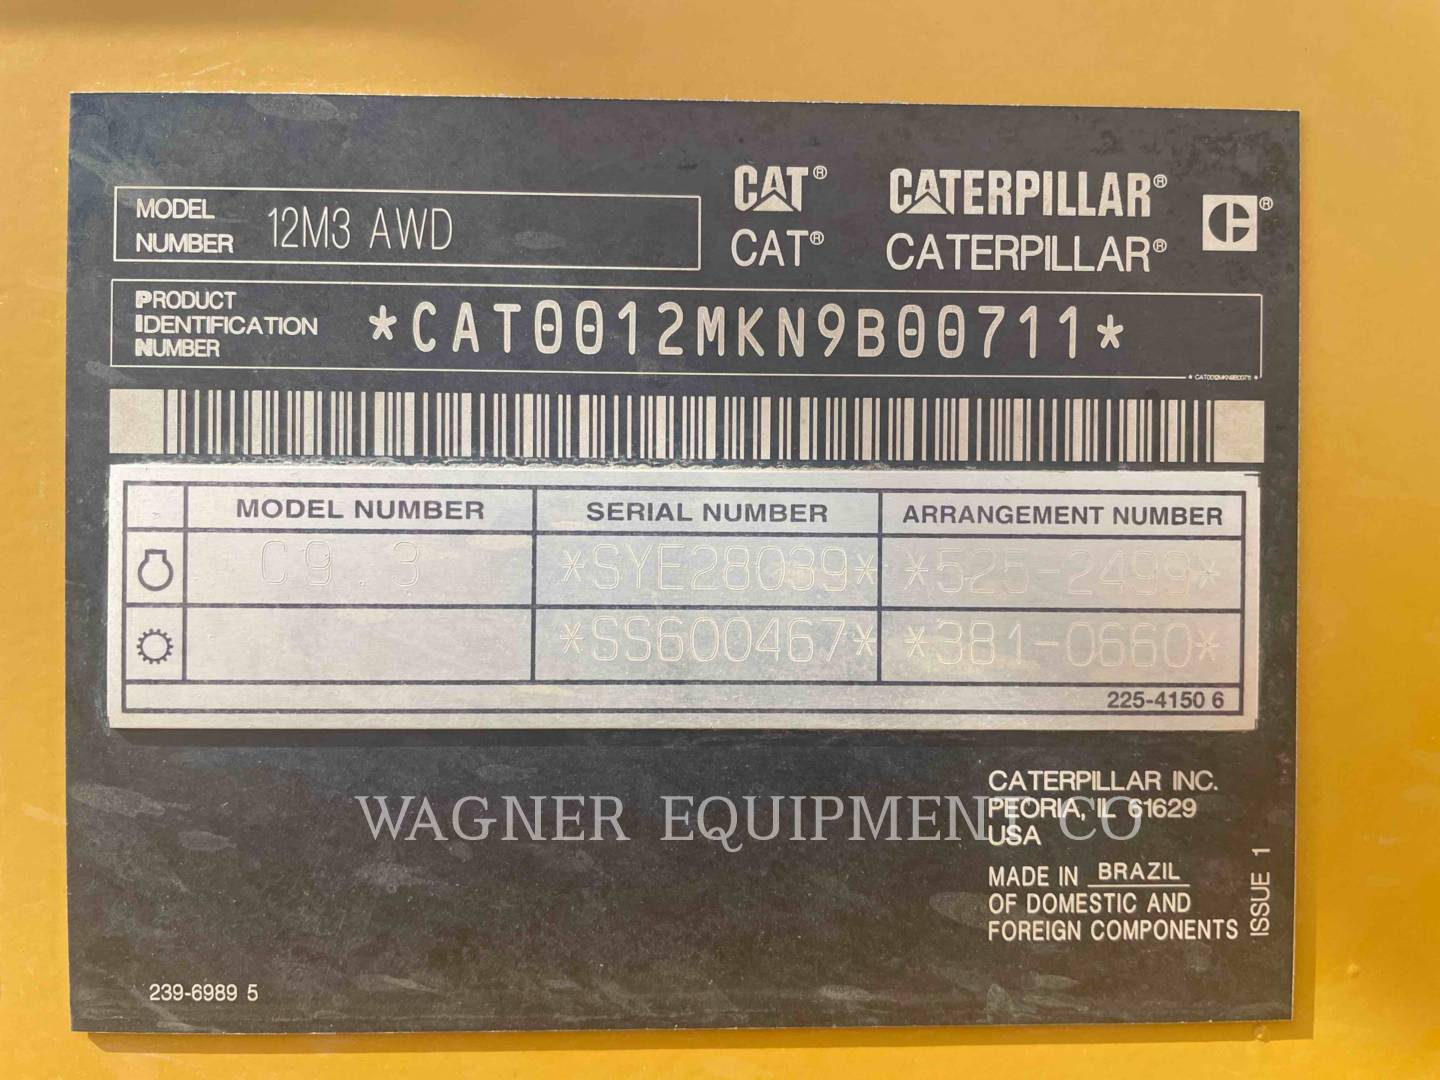 MODEL NUMBER 12M3 AWD
CAT® CATERPILLAR®
CAT® CATERPILLAR® C®
PRODUCT IDENTIFICATION NUMBER *CAT0012MKN9B00711*
* CAT0012MKN9B00711 *
MODEL NUMBER SERIAL NUMBER ARRANGEMENT NUMBER
C9.3 *SYE28039* *525-2499*
*SS600467* *381-0660*
225-4150 6
CATERPILLAR INC.
PEORIA, IL 61629
USA
WAGNER EQUIPMENT CO
MADE IN BRAZIL
OF DOMESTIC AND
FOREIGN COMPONENTS
ISSUE 1
239-6989 5